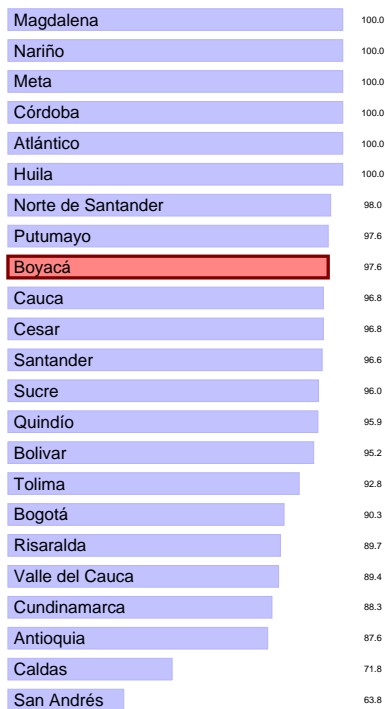 Magdalena 100.0
Nariño 100.0
Meta 100.0
Córdoba 100.0
Atlántico 100.0
Huila 100.0
Norte de Santander 98.0
Putumayo 97.6
Boyacá 97.6
Cauca 96.8
Cesar 96.8
Santander 96.6
Sucre 96.0
Quindío 95.9
Bolivar 95.2
Tolima 92.8
Bogotá 90.3
Risaralda 89.7
Valle del Cauca 89.4
Cundinamarca 88.3
Antioquia 87.6
Caldas 71.8
San Andrés 63.8